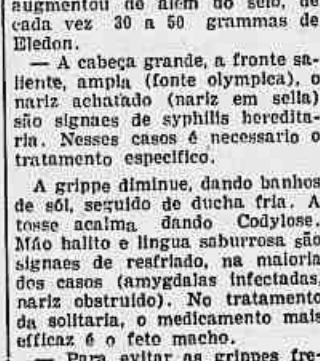 augmentou de além do seio, de
cada vez 30 a 50 grammas de
Eledon.
— A cabeça grande, a fronte sa-
liente, ampla (fonte olympica), o
nariz achatado (nariz em sella)
são signaes de syphilis heredita-
ria. Nesses casos é necessario o
tratamento especifico.
A grippe diminue, dando banhos
de sól, seguido de ducha fria. A
tosse acalma dando Codylose.
Máo halito e lingua saburrosa são
signaes de resfriado, na maioria
dos casos (amygdalas infectadas,
nariz obstruido). No tratamento
da solitaria, o medicamento mais
efficaz é o feto macho.
— Para evitar as grippes fre-